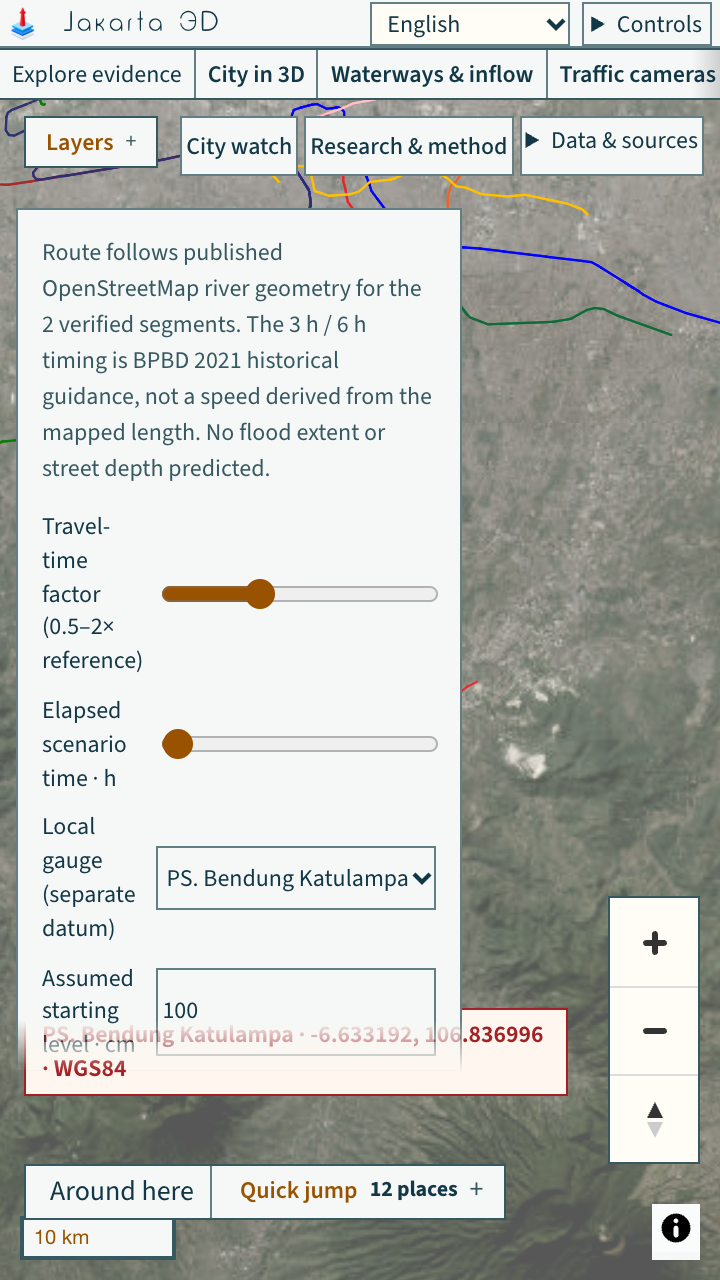 Jakarta 3D
English
Controls
Explore evidence
City in 3D
Waterways & inflow
Traffic cameras
Layers +
City watch
Research & method
Data & sources
Route follows published
OpenStreetMap river geometry for the
2 verified segments. The 3 h / 6 h
timing is BPBD 2021 historical
guidance, not a speed derived from the
mapped length. No flood extent or
street depth predicted.
Travel-
time
factor
(0.5–2×
reference)
Elapsed
scenario
time · h
Local
gauge
(separate
datum)
PS. Bendung Katulampa
Assumed
starting
level · cm
100
PS. Bendung Katulampa · -6.633192, 106.836996
· WGS84
Around here
Quick jump 12 places +
10 km